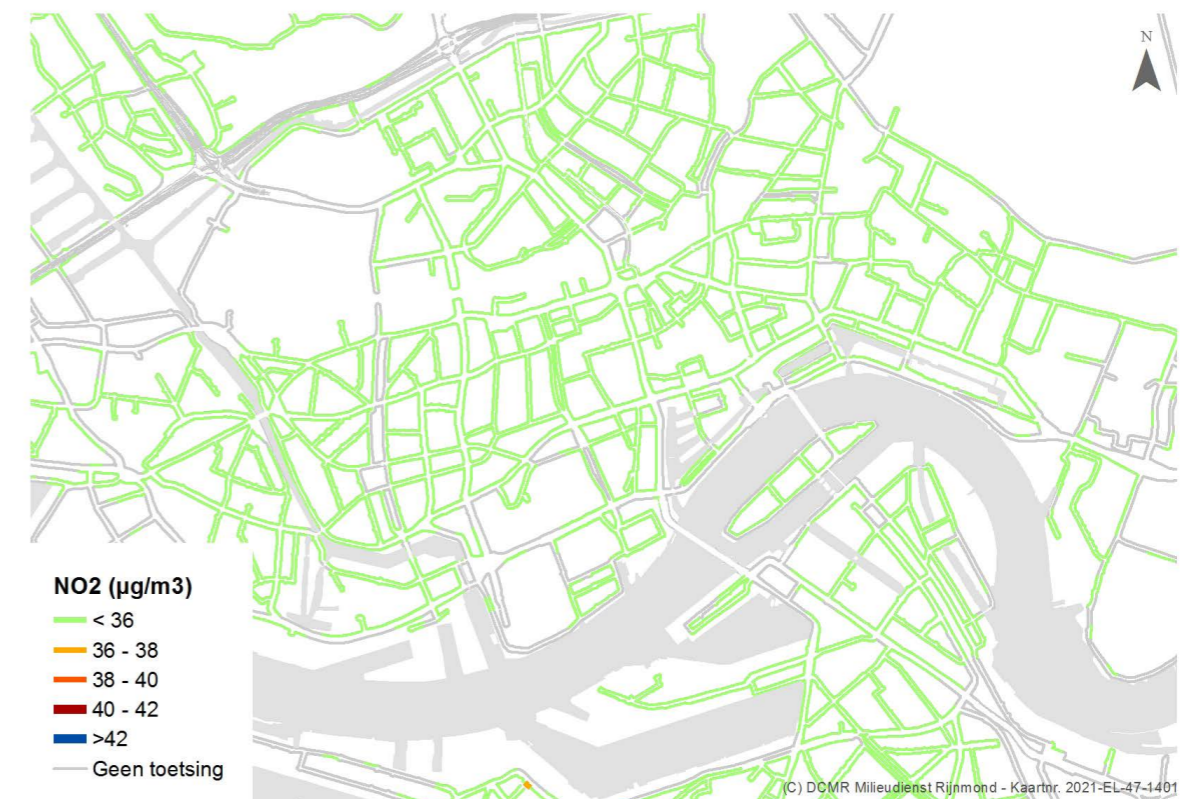 N
NO2 (µg/m3)
< 36
36 - 38
38 - 40
40 - 42
>42
Geen toetsing
(C) DCMR Milieudienst Rijnmond - Kaartnr. 2021-EL-47-1401